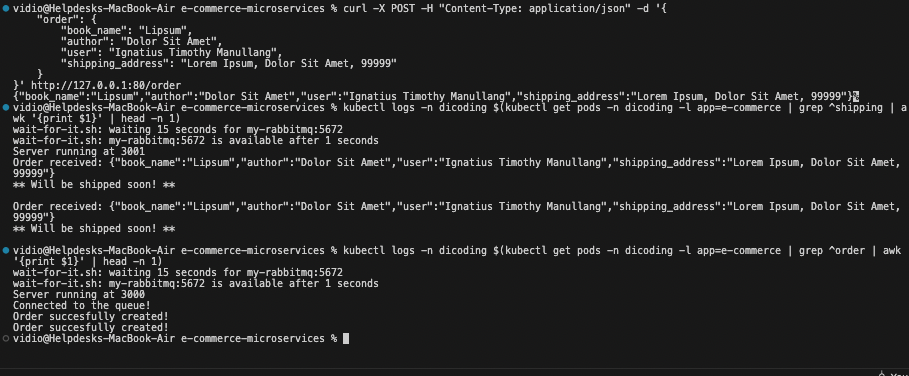 vidio@Helpdesks-MacBook-Air e-commerce-microservices % curl -X POST -H "Content-Type: application/json" -d '{
    "order": {
        "book_name": "Lipsum",
        "author": "Dolor Sit Amet",
        "user": "Ignatius Timothy Manullang",
        "shipping_address": "Lorem Ipsum, Dolor Sit Amet, 99999"
    }
}' http://127.0.0.1:80/order
{"book_name":"Lipsum","author":"Dolor Sit Amet","user":"Ignatius Timothy Manullang","shipping_address":"Lorem Ipsum, Dolor Sit Amet, 99999"}%
vidio@Helpdesks-MacBook-Air e-commerce-microservices % kubectl logs -n dicoding $(kubectl get pods -n dicoding -l app=e-commerce | grep ^shipping | a
wk '{print $1}' | head -n 1)
wait-for-it.sh: waiting 15 seconds for my-rabbitmq:5672
wait-for-it.sh: my-rabbitmq:5672 is available after 1 seconds
Server running at 3001
Order received: {"book_name":"Lipsum","author":"Dolor Sit Amet","user":"Ignatius Timothy Manullang","shipping_address":"Lorem Ipsum, Dolor Sit Amet,
99999"}
** Will be shipped soon! **

Order received: {"book_name":"Lipsum","author":"Dolor Sit Amet","user":"Ignatius Timothy Manullang","shipping_address":"Lorem Ipsum, Dolor Sit Amet,
99999"}
** Will be shipped soon! **

vidio@Helpdesks-MacBook-Air e-commerce-microservices % kubectl logs -n dicoding $(kubectl get pods -n dicoding -l app=e-commerce | grep ^order | awk
'{print $1}' | head -n 1)
wait-for-it.sh: waiting 15 seconds for my-rabbitmq:5672
wait-for-it.sh: my-rabbitmq:5672 is available after 1 seconds
Server running at 3000
Connected to the queue!
Order succesfully created!
Order succesfully created!
vidio@Helpdesks-MacBook-Air e-commerce-microservices %